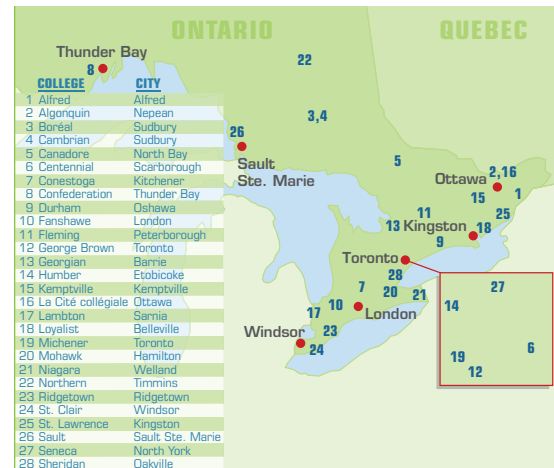 ONTARIO
QUEBEC
Thunder Bay
8
22
COLLEGE CITY
1 Alfred Alfred
2 Algonquin Nepean
3 Boréal Sudbury
4 Cambrian Sudbury
5 Canadore North Bay
6 Centennial Scarborough
7 Conestoga Kitchener
8 Confederation Thunder Bay
9 Durham Oshawa
10 Fanshawe London
11 Fleming Peterborough
12 George Brown Toronto
13 Georgian Barrie
14 Humber Etobicoke
15 Kemptville Kemptville
16 La Cité collégiale Ottawa
17 Lambton Sarnia
18 Loyalist Belleville
19 Michener Toronto
20 Mohawk Hamilton
21 Niagara Welland
22 Northern Timmins
23 Ridgetown Ridgetown
24 St. Clair Windsor
25 St. Lawrence Kingston
26 Sault Sault Ste. Marie
27 Seneca North York
28 Sheridan Oakville
3,4
26
Sault
Ste. Marie
5
2,16
Ottawa
15
1
11
25
13
Kingston
18
9
Toronto
28
7
20
21
17
10
London
23
Windsor
24
27
14
6
19
12